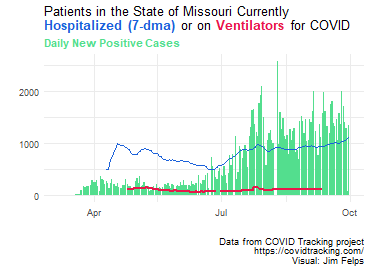 Patients in the State of Missouri Currently
Hospitalized (7-dma) or on Ventilators for COVID
Daily New Positive Cases
2000
1000
0
Apr
Jul
Oct
Data from COVID Tracking project
https://covidtracking.com/
Visual: Jim Felps